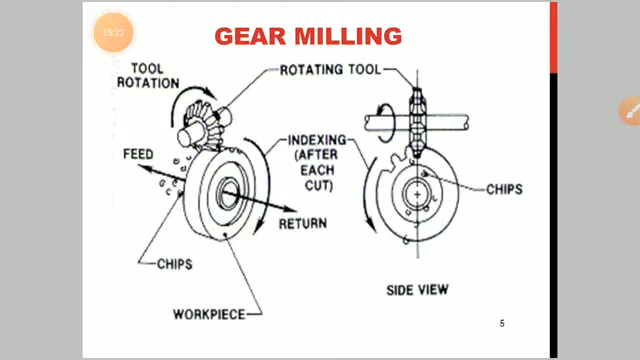 15:22
GEAR MILLING
TOOL
ROTATION
ROTATING TOOL
FEED
INDEXING
(AFTER
EACH
CUT)
CHIPS
RETURN
CHIPS
SIDE VIEW
WORKPIECE
5